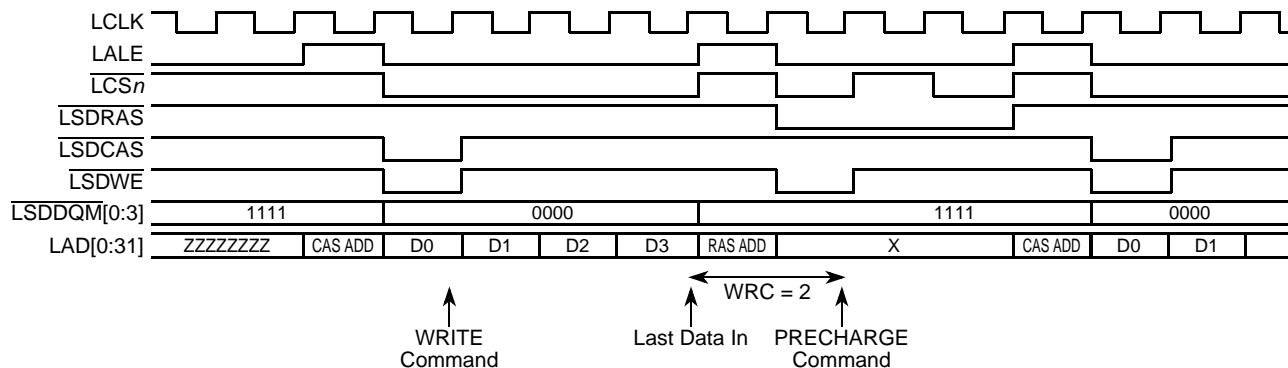 LCLK
LALE
LCSn
LSDRAS
LSDCAS
LSDWE
LSDDQM[0:3] 1111 0000 1111 0000
LAD[0:31] ZZZZZZZZ CAS ADD D0 D1 D2 D3 RAS ADD X CAS ADD D0 D1
WRC = 2
WRITE Last Data In PRECHARGE
Command Command